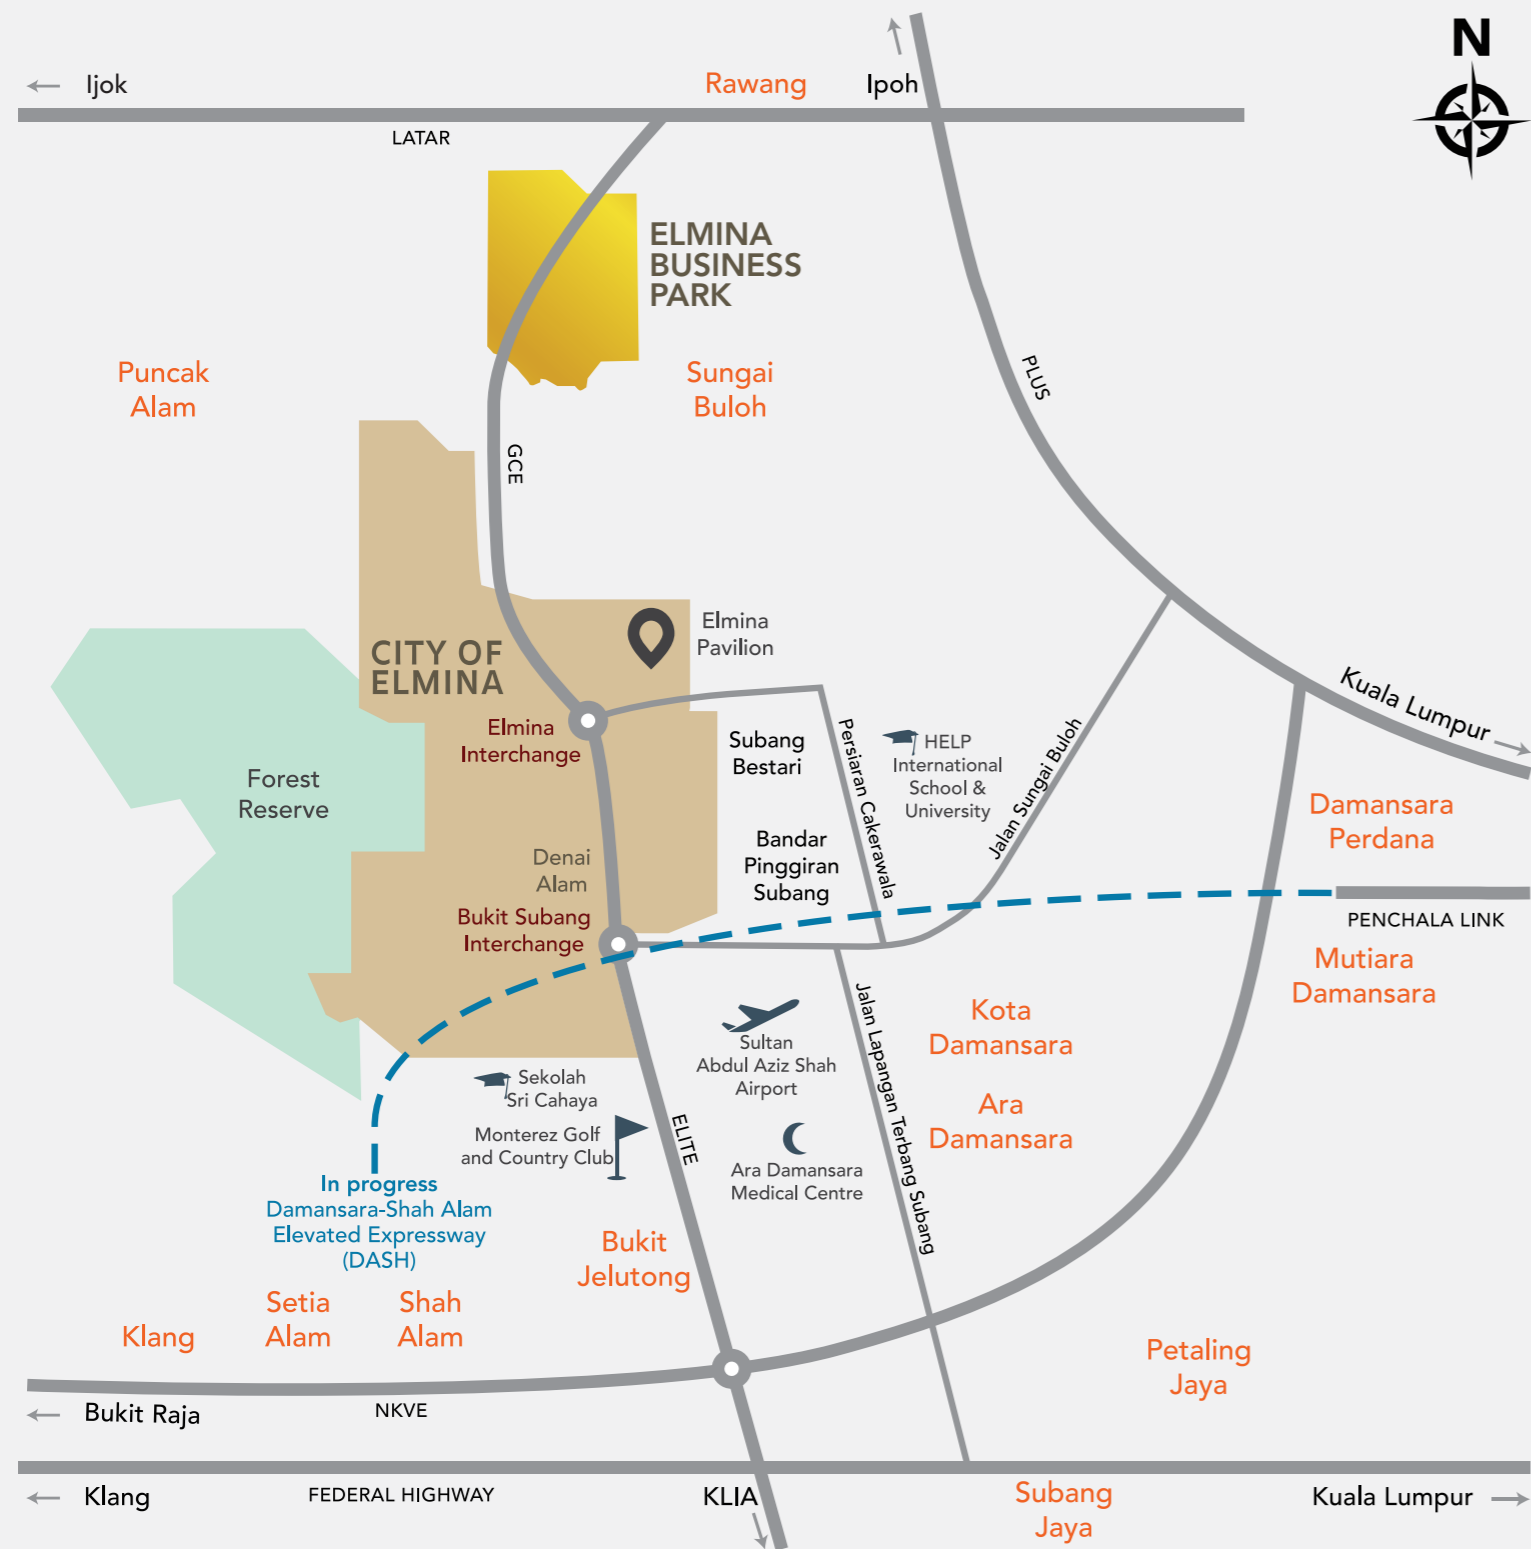 N
Ijok
Rawang
Ipoh
LATAR
ELMINA
BUSINESS
PARK
Puncak
Alam
Sungai
Buloh
PLUS
GCE
Elmina
Pavilion
CITY OF
ELMINA
Kuala Lumpur
Elmina
Interchange
Subang
Bestari
Persiaran Cakerawala
HELP
International
School &
University
Jalan Sungai Buloh
Forest
Reserve
Damansara
Perdana
Bandar
Pinggiran
Subang
Denai
Alam
Bukit Subang
Interchange
PENCHALA LINK
Mutiara
Damansara
Jalan Lapangan Terbang Subang
Kota
Damansara
Sultan
Abdul Aziz Shah
Airport
Sekolah
Sri Cahaya
Ara
Damansara
ELITE
Monterez Golf
and Country Club
Ara Damansara
Medical Centre
In progress
Damansara-Shah Alam
Elevated Expressway
(DASH)
Bukit
Jelutong
Klang
Setia
Alam
Shah
Alam
Petaling
Jaya
Bukit Raja
NKVE
Klang
FEDERAL HIGHWAY
KLIA
Subang
Jaya
Kuala Lumpur